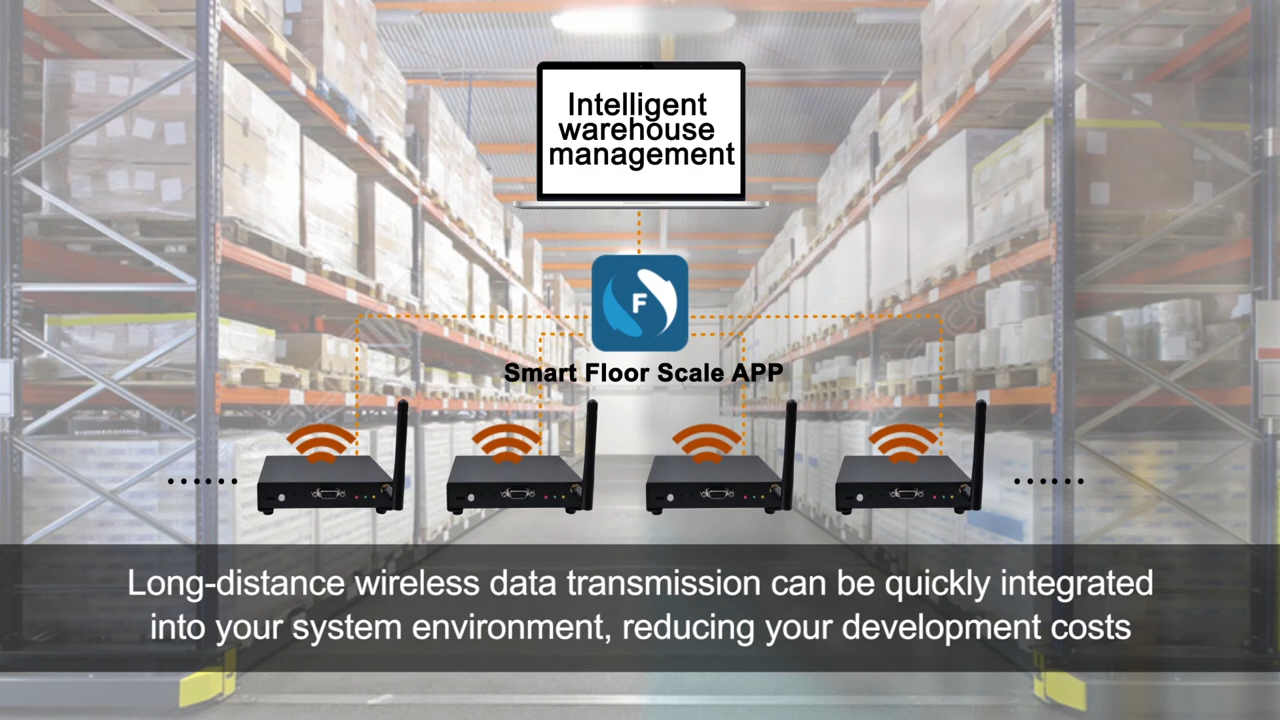 Intelligent
warehouse
management
F
Smart Floor Scale APP
Long-distance wireless data transmission can be quickly integrated
into your system environment, reducing your development costs